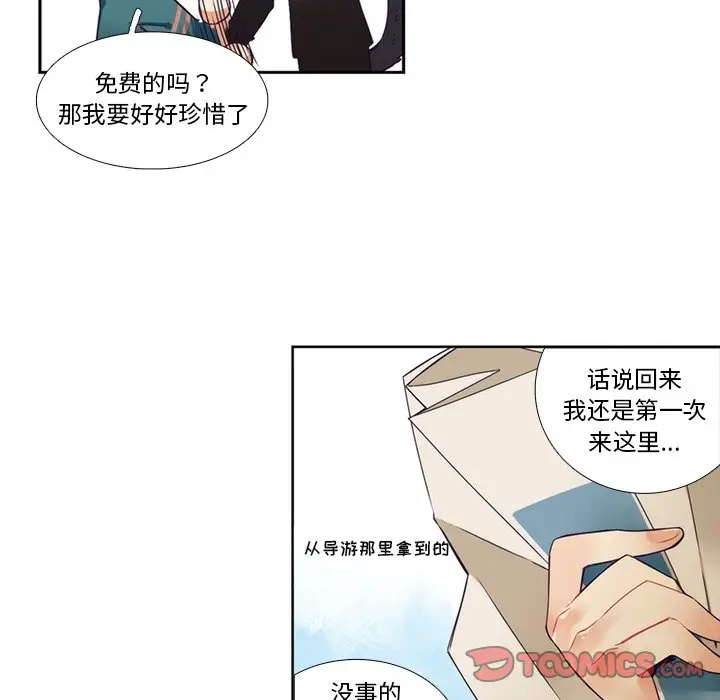 免费的吗？
那我要好好珍惜了
话说回来
我还是第一次
来这里...
从导游那里拿到的
没事的
TOOMICS.COM